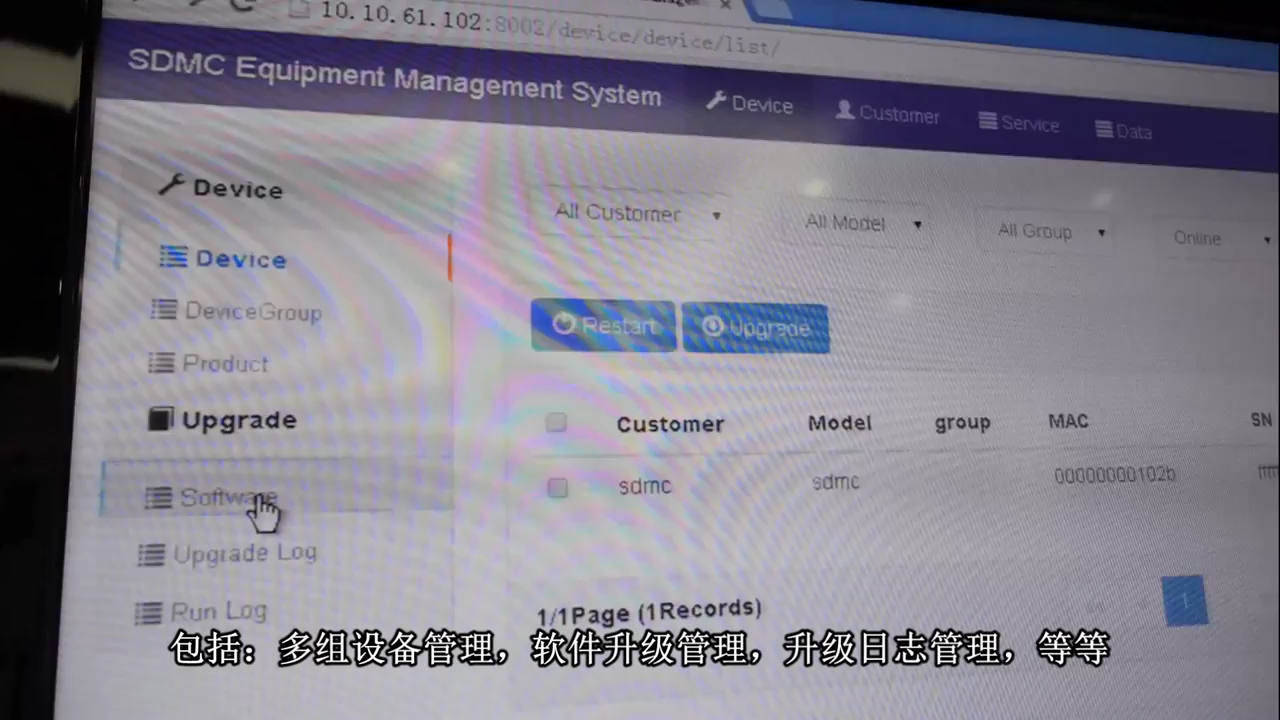 10.10.61.102:8002/device/device/list/
SDMC Equipment Management System Device Customer Service Data
Device
All Customer All Model All Group Online
Device
DeviceGroup
Restart Upgrade
Product
Upgrade
Customer Model group MAC SN
Software
sdmc sdmc 00000000102b
Upgrade Log
1/1Page (1Records) 1
Run Log
包括：多组设备管理，软件升级管理，升级日志管理，等等